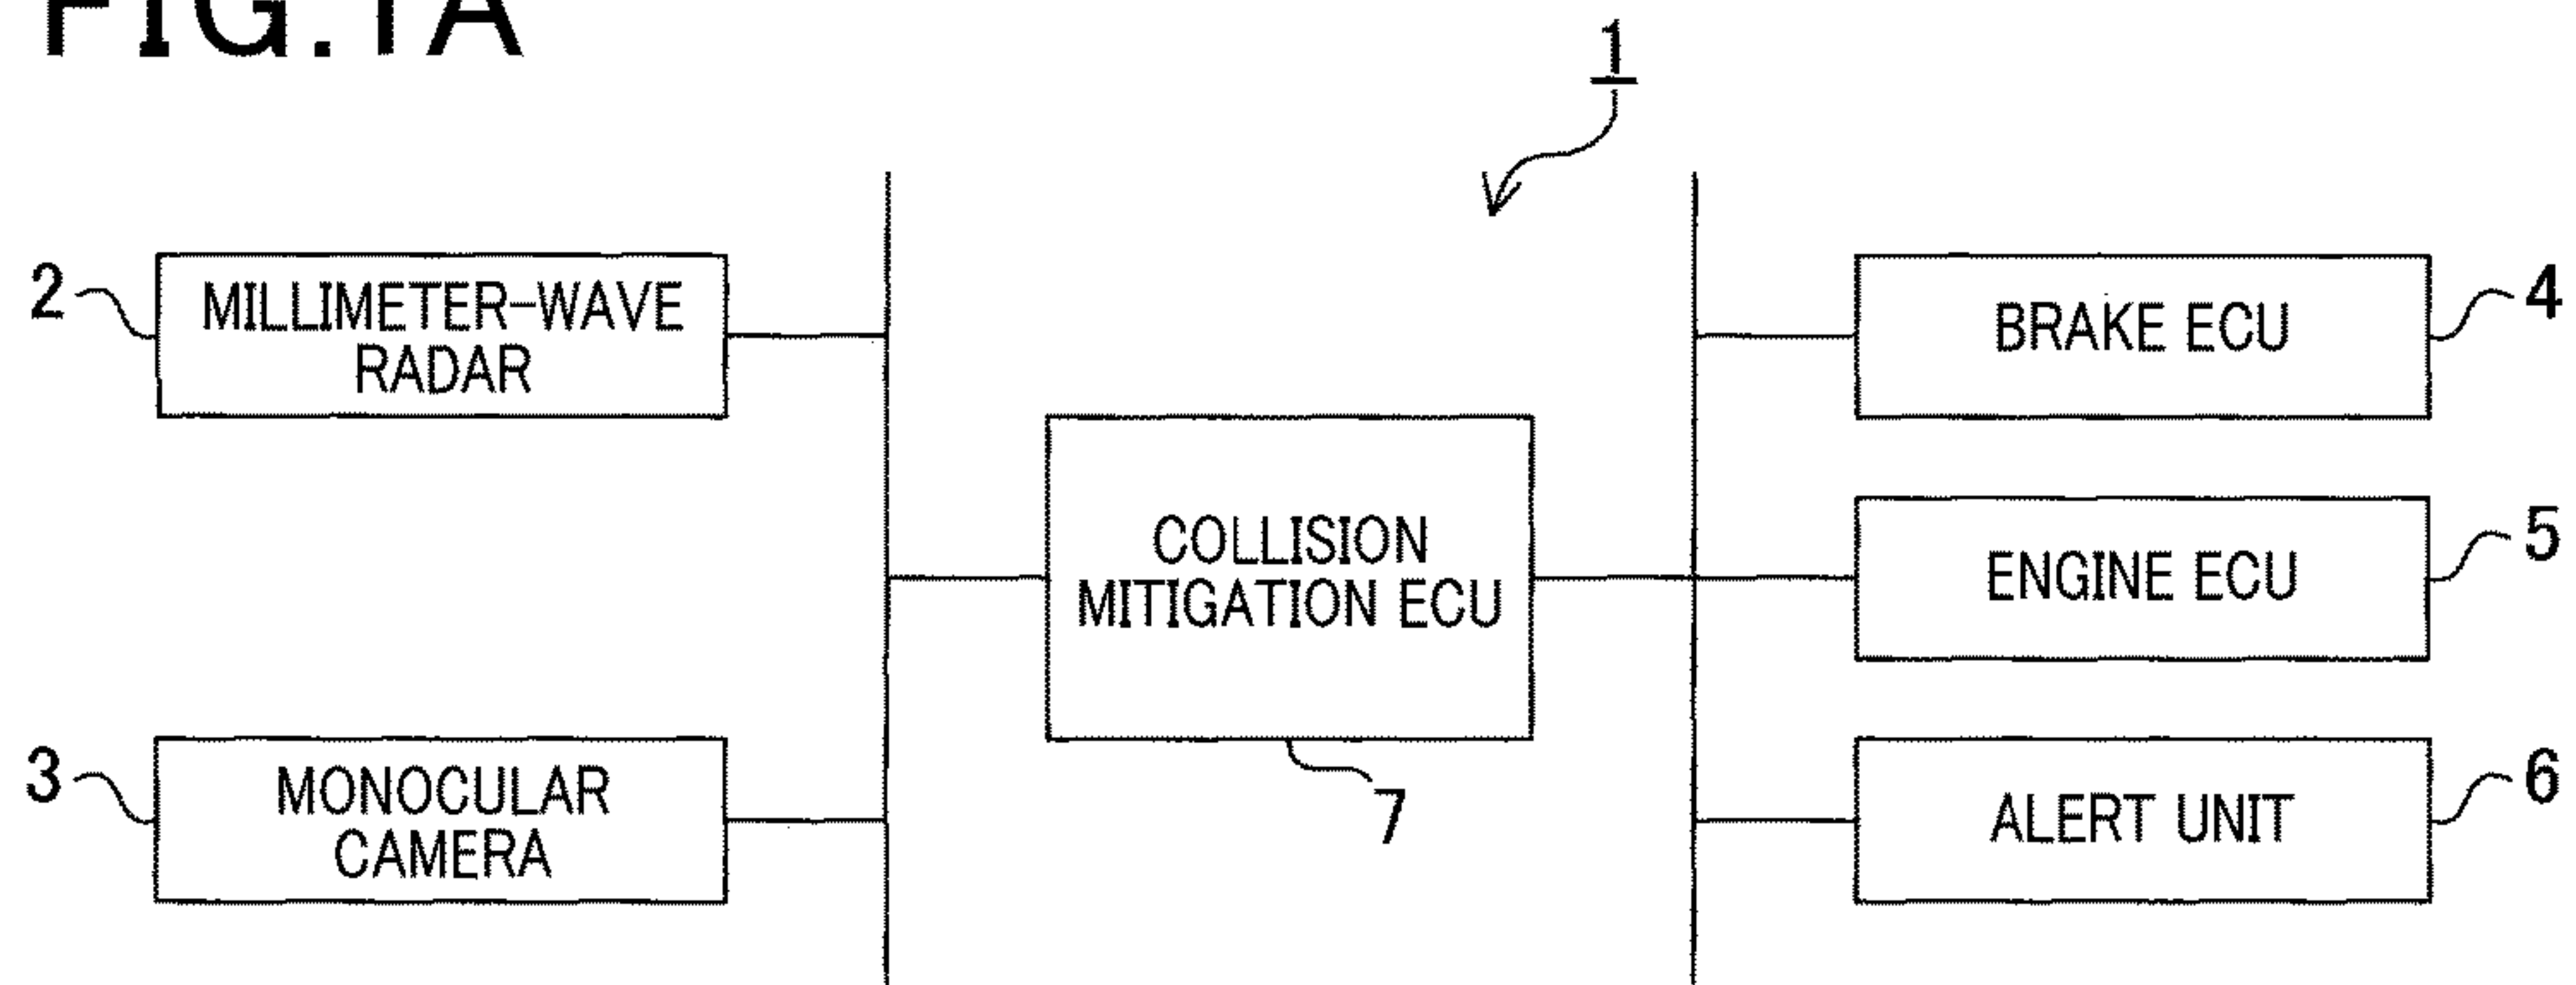 FIG.1A
1
2
MILLIMETER-WAVE
RADAR
BRAKE ECU
4
COLLISION
MITIGATION ECU
7
ENGINE ECU
5
3
MONOCULAR
CAMERA
ALERT UNIT
6